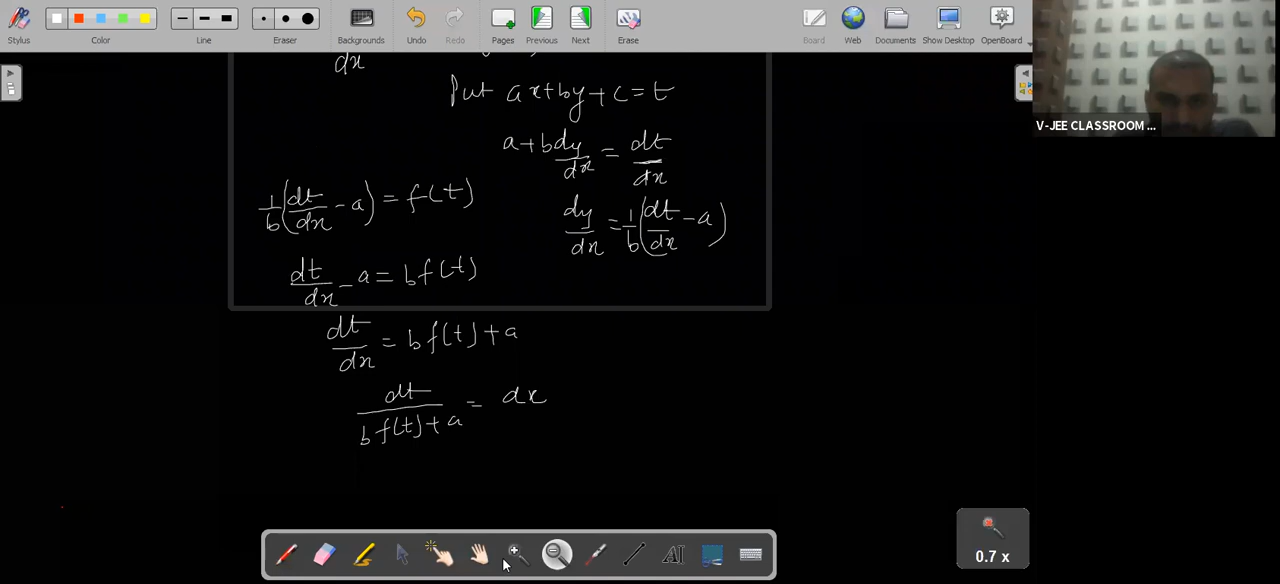 Stylus Color Line Eraser Backgrounds Undo Redo Pages Previous Next Erase Board Web Documents Show Desktop OpenBoard
dx
Put ax+by+c=t
a+b dy/dx = dt/dx
1/b(dt/dx - a) = f(t)
dy/dx = 1/b(dt/dx - a)
dt/dx - a = b f(t)
dt/dx = b f(t) + a
dt/(b f(t) + a) = dx
V-JEE CLASSROOM ...
0.7 x